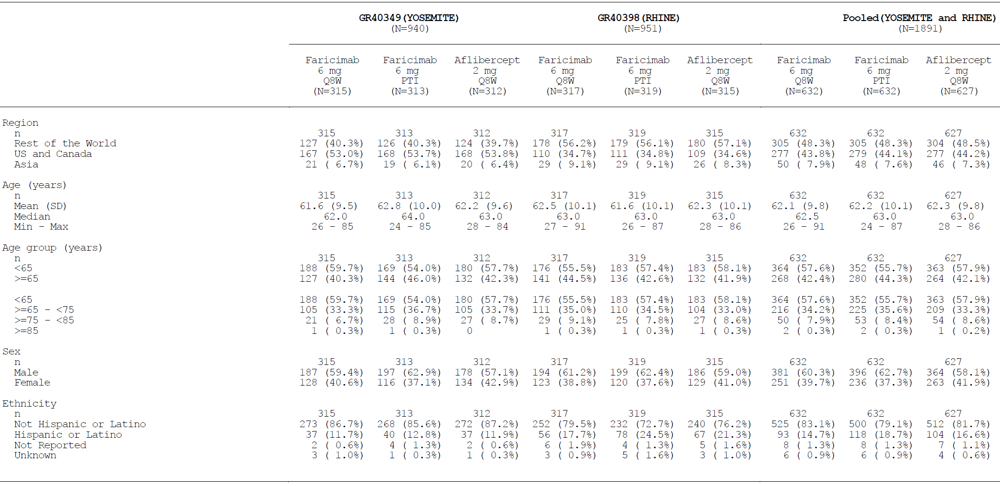 GR40349(YOSEMITE) GR40398(RHINE) Pooled(YOSEMITE and RHINE)
(N=940) (N=951) (N=1891)
Faricimab Faricimab Aflibercept Faricimab Faricimab Aflibercept Faricimab Faricimab Aflibercept
6 mg 6 mg 2 mg 6 mg 6 mg 2 mg 6 mg 6 mg 2 mg
Q8W PTI Q8W Q8W PTI Q8W Q8W PTI Q8W
(N=315) (N=313) (N=312) (N=317) (N=319) (N=315) (N=632) (N=632) (N=627)
Region
n 315 313 312 317 319 315 632 632 627
Rest of the World 127 (40.3%) 126 (40.3%) 124 (39.7%) 178 (56.2%) 179 (56.1%) 180 (57.1%) 305 (48.3%) 305 (48.3%) 304 (48.5%)
US and Canada 167 (53.0%) 168 (53.7%) 168 (53.8%) 110 (34.7%) 111 (34.8%) 109 (34.6%) 277 (43.8%) 279 (44.1%) 277 (44.2%)
Asia 21 ( 6.7%) 19 ( 6.1%) 20 ( 6.4%) 29 ( 9.1%) 29 ( 9.1%) 26 ( 8.3%) 50 ( 7.9%) 48 ( 7.6%) 46 ( 7.3%)
Age (years)
n 315 313 312 317 319 315 632 632 627
Mean (SD) 61.6 (9.5) 62.8 (10.0) 62.2 (9.6) 62.5 (10.1) 61.6 (10.1) 62.3 (10.1) 62.1 (9.8) 62.2 (10.1) 62.3 (9.8)
Median 62.0 64.0 63.0 63.0 63.0 63.0 62.5 63.0 63.0
Min - Max 26 - 85 24 - 85 28 - 84 27 - 91 26 - 87 28 - 86 26 - 91 24 - 87 28 - 86
Age group (years)
n 315 313 312 317 319 315 632 632 627
<65 188 (59.7%) 169 (54.0%) 180 (57.7%) 176 (55.5%) 183 (57.4%) 183 (58.1%) 364 (57.6%) 352 (55.7%) 363 (57.9%)
>=65 127 (40.3%) 144 (46.0%) 132 (42.3%) 141 (44.5%) 136 (42.6%) 132 (41.9%) 268 (42.4%) 280 (44.3%) 264 (42.1%)
<65 188 (59.7%) 169 (54.0%) 180 (57.7%) 176 (55.5%) 183 (57.4%) 183 (58.1%) 364 (57.6%) 352 (55.7%) 363 (57.9%)
>=65 - <75 105 (33.3%) 115 (36.7%) 105 (33.7%) 111 (35.0%) 110 (34.5%) 104 (33.0%) 216 (34.2%) 225 (35.6%) 209 (33.3%)
>=75 - <85 21 ( 6.7%) 28 ( 8.9%) 27 ( 8.7%) 29 ( 9.1%) 25 ( 7.8%) 27 ( 8.6%) 50 ( 7.9%) 53 ( 8.4%) 54 ( 8.6%)
>=85 1 ( 0.3%) 1 ( 0.3%) 0 1 ( 0.3%) 1 ( 0.3%) 1 ( 0.3%) 2 ( 0.3%) 2 ( 0.3%) 1 ( 0.2%)
Sex
n 315 313 312 317 319 315 632 632 627
Male 187 (59.4%) 197 (62.9%) 178 (57.1%) 194 (61.2%) 199 (62.4%) 186 (59.0%) 381 (60.3%) 396 (62.7%) 364 (58.1%)
Female 128 (40.6%) 116 (37.1%) 134 (42.9%) 123 (38.8%) 120 (37.6%) 129 (41.0%) 251 (39.7%) 236 (37.3%) 263 (41.9%)
Ethnicity
n 315 313 312 317 319 315 632 632 627
Not Hispanic or Latino 273 (86.7%) 268 (85.6%) 272 (87.2%) 252 (79.5%) 232 (72.7%) 240 (76.2%) 525 (83.1%) 500 (79.1%) 512 (81.7%)
Hispanic or Latino 37 (11.7%) 40 (12.8%) 37 (11.9%) 56 (17.7%) 78 (24.5%) 67 (21.3%) 93 (14.7%) 118 (18.7%) 104 (16.6%)
Not Reported 2 ( 0.6%) 4 ( 1.3%) 2 ( 0.6%) 6 ( 1.9%) 4 ( 1.3%) 5 ( 1.6%) 8 ( 1.3%) 8 ( 1.3%) 7 ( 1.1%)
Unknown 3 ( 1.0%) 1 ( 0.3%) 1 ( 0.3%) 3 ( 0.9%) 5 ( 1.6%) 3 ( 1.0%) 6 ( 0.9%) 6 ( 0.9%) 4 ( 0.6%)